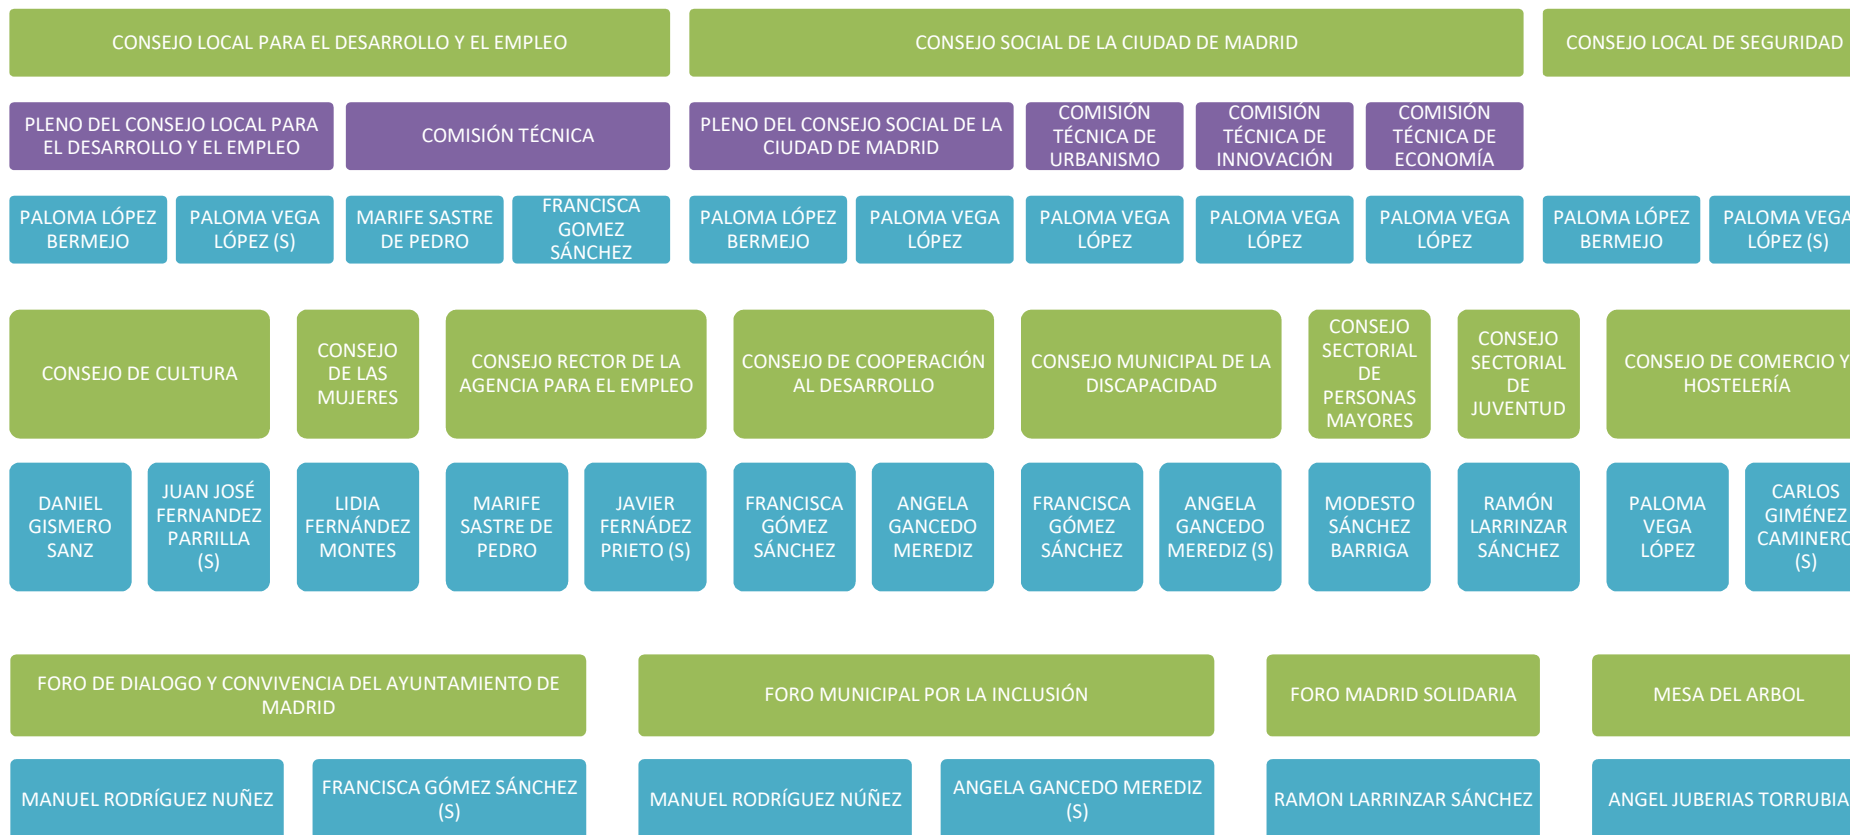 CONSEJO LOCAL PARA EL DESARROLLO Y EL EMPLEO
CONSEJO SOCIAL DE LA CIUDAD DE MADRID
CONSEJO LOCAL DE SEGURIDAD
PLENO DEL CONSEJO LOCAL PARA
EL DESARROLLO Y EL EMPLEO
COMISIÓN TÉCNICA
PLENO DEL CONSEJO SOCIAL DE LA
CIUDAD DE MADRID
COMISIÓN
TÉCNICA DE
URBANISMO
COMISIÓN
TÉCNICA DE
INNOVACIÓN
COMISIÓN
TÉCNICA DE
ECONOMÍA
PALOMA LÓPEZ
BERMEJO
PALOMA VEGA
LÓPEZ (S)
MARIFE SASTRE
DE PEDRO
FRANCISCA
GOMEZ
SÁNCHEZ
PALOMA LÓPEZ
BERMEJO
PALOMA VEGA
LÓPEZ
PALOMA VEGA
LÓPEZ
PALOMA VEGA
LÓPEZ
PALOMA VEGA
LÓPEZ
PALOMA LÓPEZ
BERMEJO
PALOMA VEGA
LÓPEZ (S)
CONSEJO DE CULTURA
CONSEJO
DE LAS
MUJERES
CONSEJO RECTOR DE LA
AGENCIA PARA EL EMPLEO
CONSEJO DE COOPERACIÓN
AL DESARROLLO
CONSEJO MUNICIPAL DE LA
DISCAPACIDAD
CONSEJO
SECTORIAL
DE
PERSONAS
MAYORES
CONSEJO
SECTORIAL
DE
JUVENTUD
CONSEJO DE COMERCIO Y
HOSTELERÍA
DANIEL
GISMERO
SANZ
JUAN JOSÉ
FERNANDEZ
PARRILLA
(S)
LIDIA
FERNÁNDEZ
MONTES
MARIFE
SASTRE DE
PEDRO
JAVIER
FERNÁDEZ
PRIETO (S)
FRANCISCA
GÓMEZ
SÁNCHEZ
ANGELA
GANCEDO
MEREDIZ
FRANCISCA
GÓMEZ
SÁNCHEZ
ANGELA
GANCEDO
MEREDIZ (S)
MODESTO
SÁNCHEZ
BARRIGA
RAMÓN
LARRINZAR
SÁNCHEZ
PALOMA
VEGA
LÓPEZ
CARLOS
GIMÉNEZ
CAMINERO
(S)
FORO DE DIALOGO Y CONVIVENCIA DEL AYUNTAMIENTO DE
MADRID
FORO MUNICIPAL POR LA INCLUSIÓN
FORO MADRID SOLIDARIA
MESA DEL ARBOL
MANUEL RODRÍGUEZ NUÑEZ
FRANCISCA GÓMEZ SÁNCHEZ
(S)
MANUEL RODRÍGUEZ NÚÑEZ
ANGELA GANCEDO MEREDIZ
(S)
RAMON LARRINZAR SÁNCHEZ
ANGEL JUBERIAS TORRUBIA